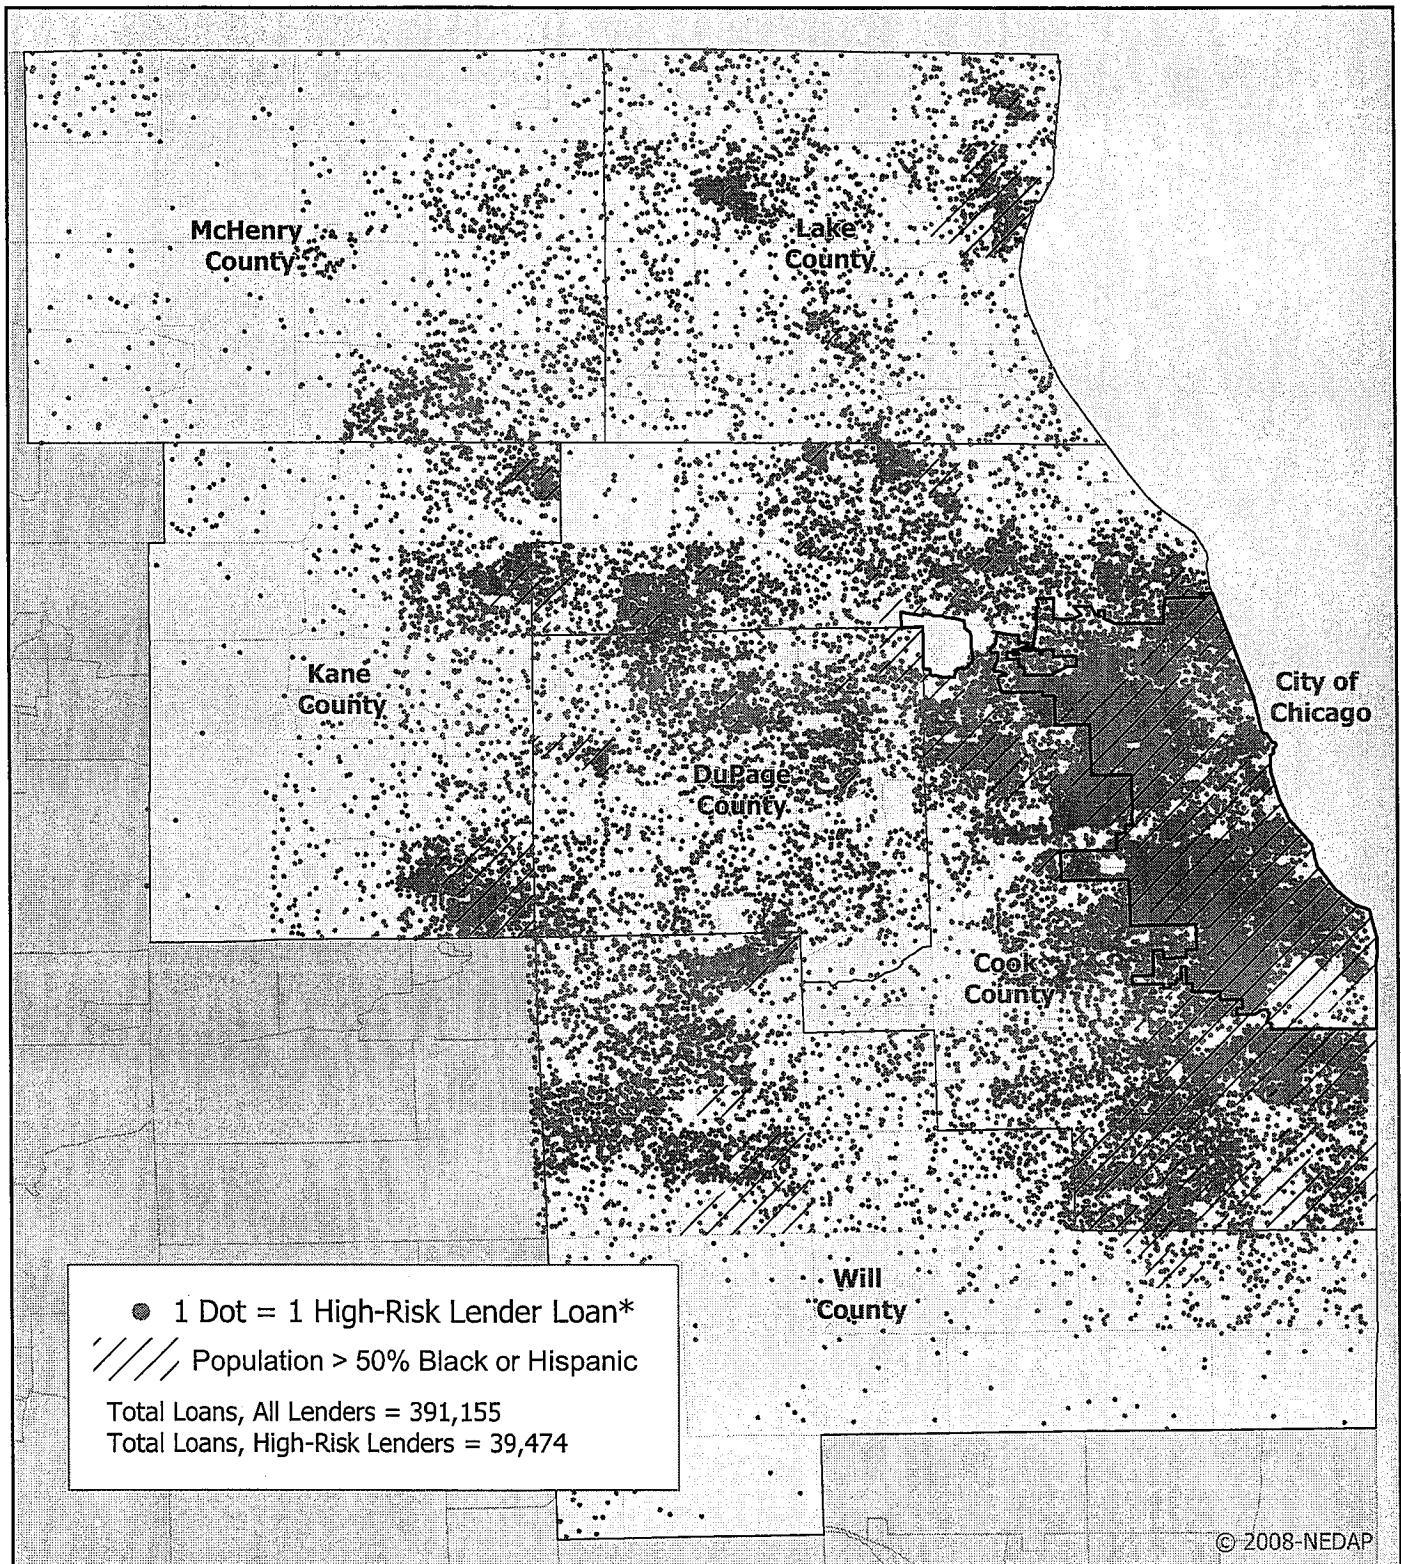 McHenry
County
Lake
County
Kane
County
City of
Chicago
DuPage
County
Cook
County
Will
County
1 Dot = 1 High-Risk Lender Loan*
Population > 50% Black or Hispanic
Total Loans, All Lenders = 391,155
Total Loans, High-Risk Lenders = 39,474
© 2008-NEDAP